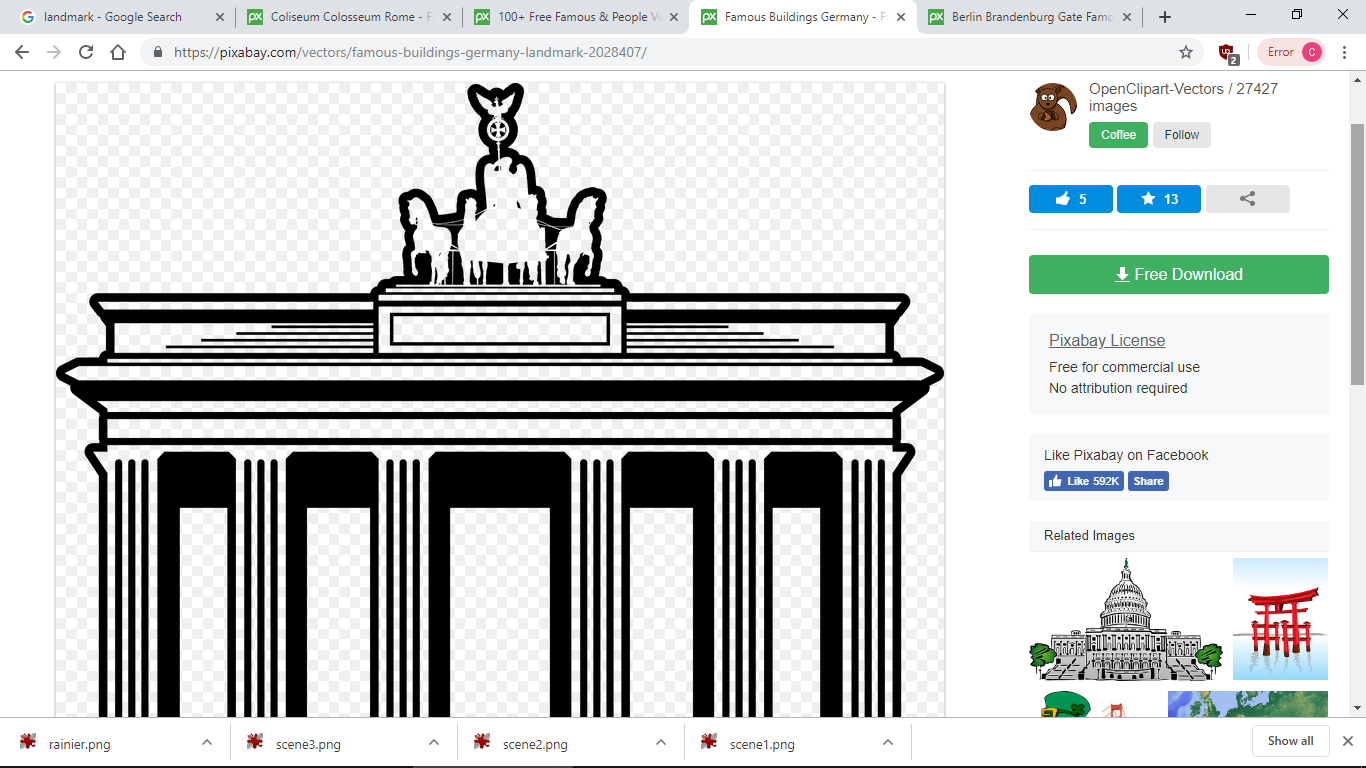 landmark - Google Search
Coliseum Colosseum Rome - F
100+ Free Famous & People Ve
Famous Buildings Germany - F
Berlin Brandenburg Gate Famo
https://pixabay.com/vectors/famous-buildings-germany-landmark-2028407/
2
Error
C
OpenClipart-Vectors / 27427
images
Coffee
Follow
5
13
Free Download
Pixabay License
Free for commercial use
No attribution required
Like Pixabay on Facebook
Like 592K
Share
Related Images
rainier.png
scene3.png
scene2.png
scene1.png
Show all